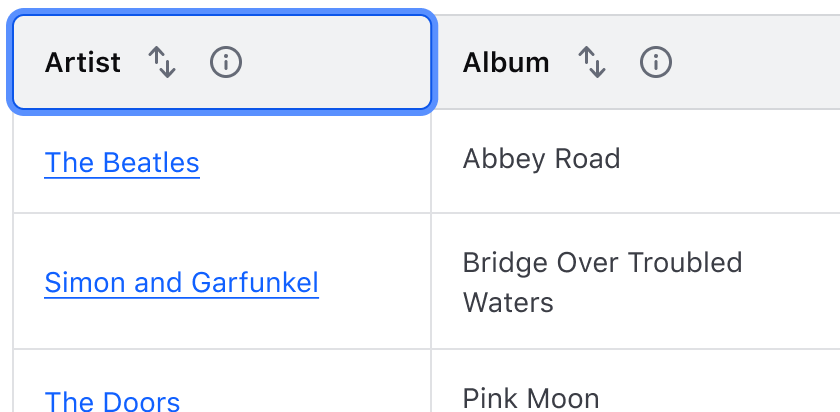 Artist Album
The Beatles Abbey Road
Simon and Garfunkel Bridge Over Troubled
Waters
The Doors Pink Moon